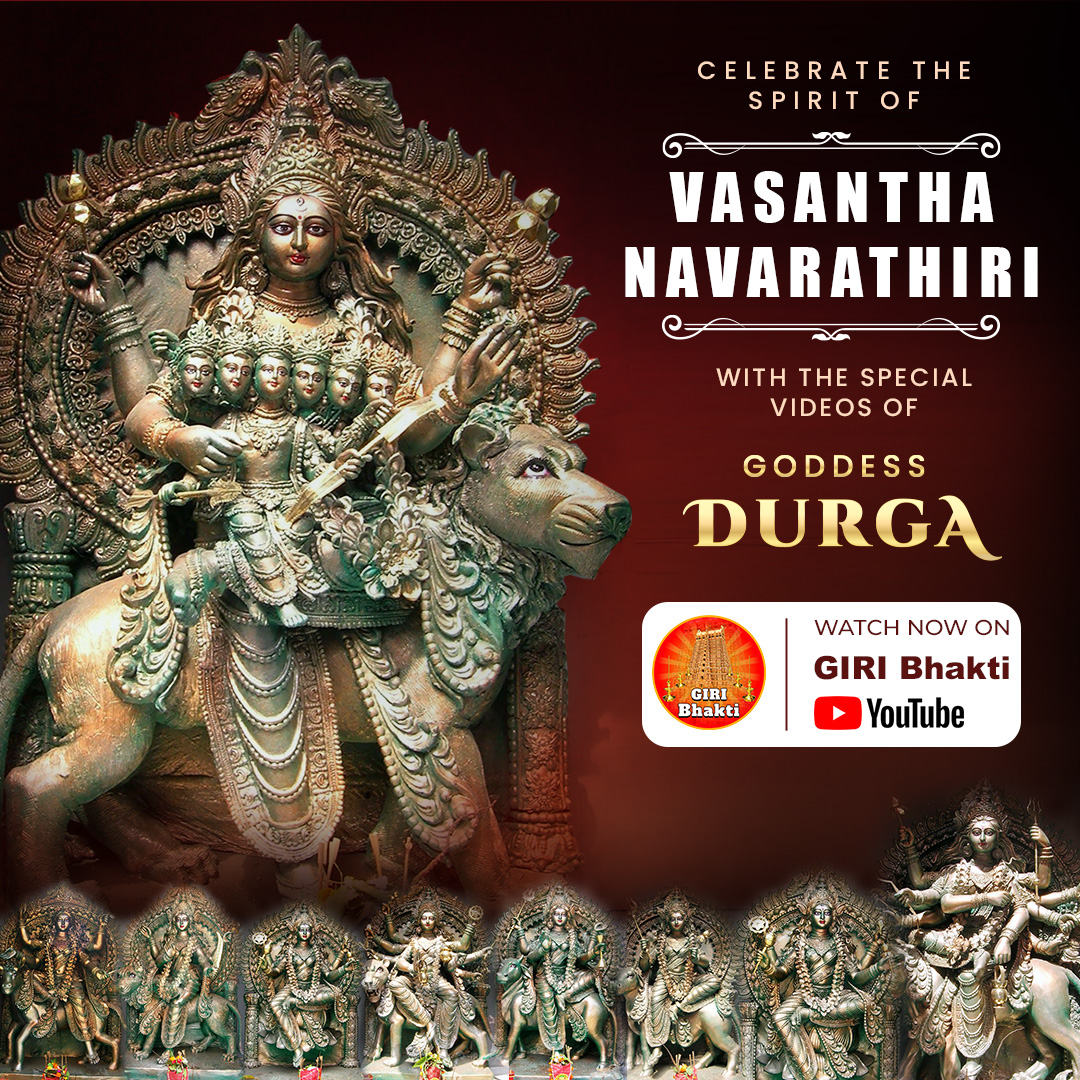 CELEBRATE THE
SPIRIT OF
VASANTHA
NAVARATHIRI
WITH THE SPECIAL
VIDEOS OF
GODDESS
DURGA
GIRI
Bhakti
WATCH NOW ON
GIRI Bhakti
YouTube